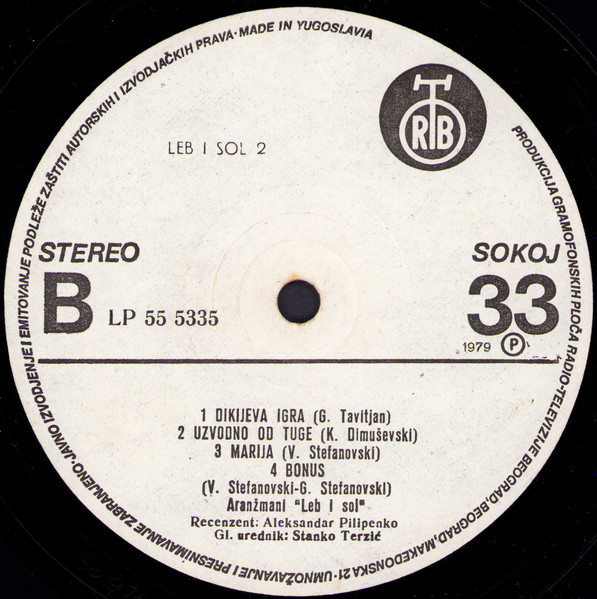 JAVNO IZVODJENJE I EMITOVANJE PODLEŽE ZAŠTITI AUTORSKIH I IZVODJAČKIH PRAVA·MADE IN YUGOSLAVIA
RTB
PRODUKCIJA GRAMOFONSKIH PLOČA RADIO-TELEVIZIJE BEOGRAD, BEOGRAD, MAKEDONSKA 21·UMNOŽAVANJE I PRESNIMAVANJE ZABRANJENO·
LEB I SOL 2
STEREO
SOKOJ
B
LP 55 5335
33
1979 Ⓟ
1 DIKIJEVA IGRA (G. Tavitjan)
2 UZVODNO OD TUGE (K. Dimuševski)
3 MARIJA (V. Stefanovski)
4 BONUS
(V. Stefanovski-G. Stefanovski)
Aranžmani "Leb i sol"
Recenzent: Aleksandar Pilipenko
Gl. urednik: Stanko Terzić